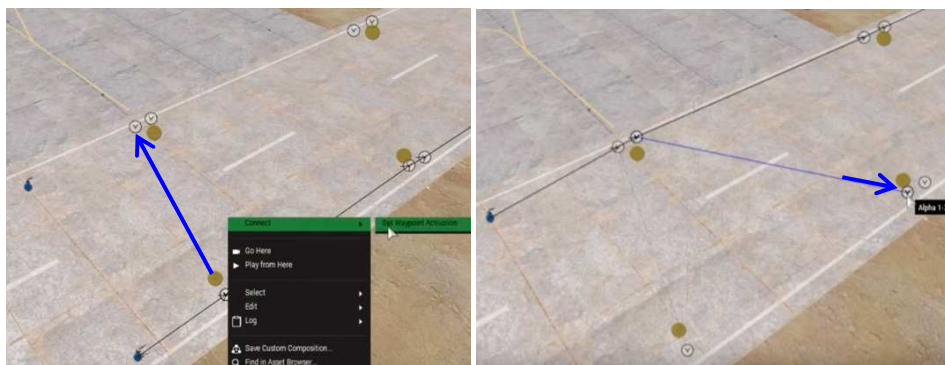 Connect
Set Waypoint Activation
Go Here
Play from Here
Select
Edit
Log
Save Custom Composition...
Find in Asset Browser...
Alpha 1-